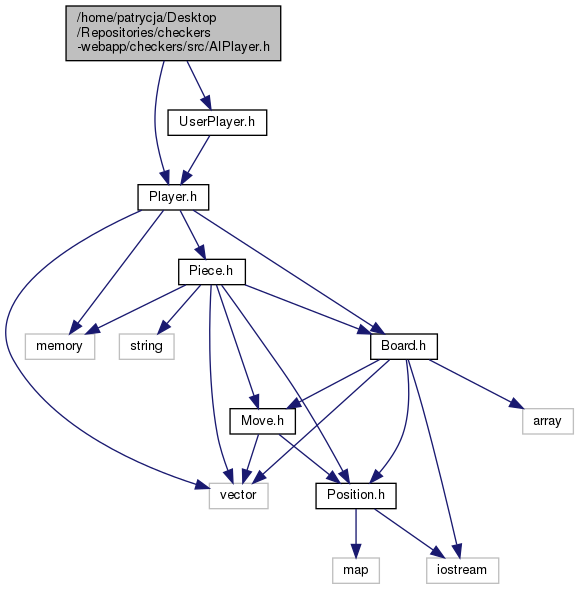 /home/patrycja/Desktop
/Repositories/checkers
-webapp/checkers/src/AIPlayer.h
UserPlayer.h
Player.h
Piece.h
memory
string
Board.h
Move.h
array
vector
Position.h
map
iostream